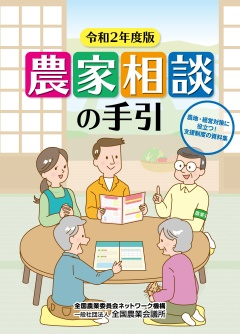 令和2年度版
農家相談
の手引
農地・経営対策に
役立つ!
支援制度の資料集
全国農業委員会ネットワーク機構
一般社団法人 全国農業会議所